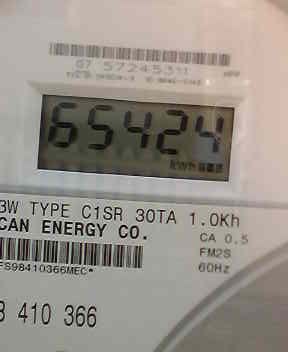 07 57245311
65424
kWh
3W TYPE C1SR 30TA 1.0Kh
CAN ENERGY CO.
CA 0.5
FM2S
FS98410366MEC*
60Hz
8 410 366